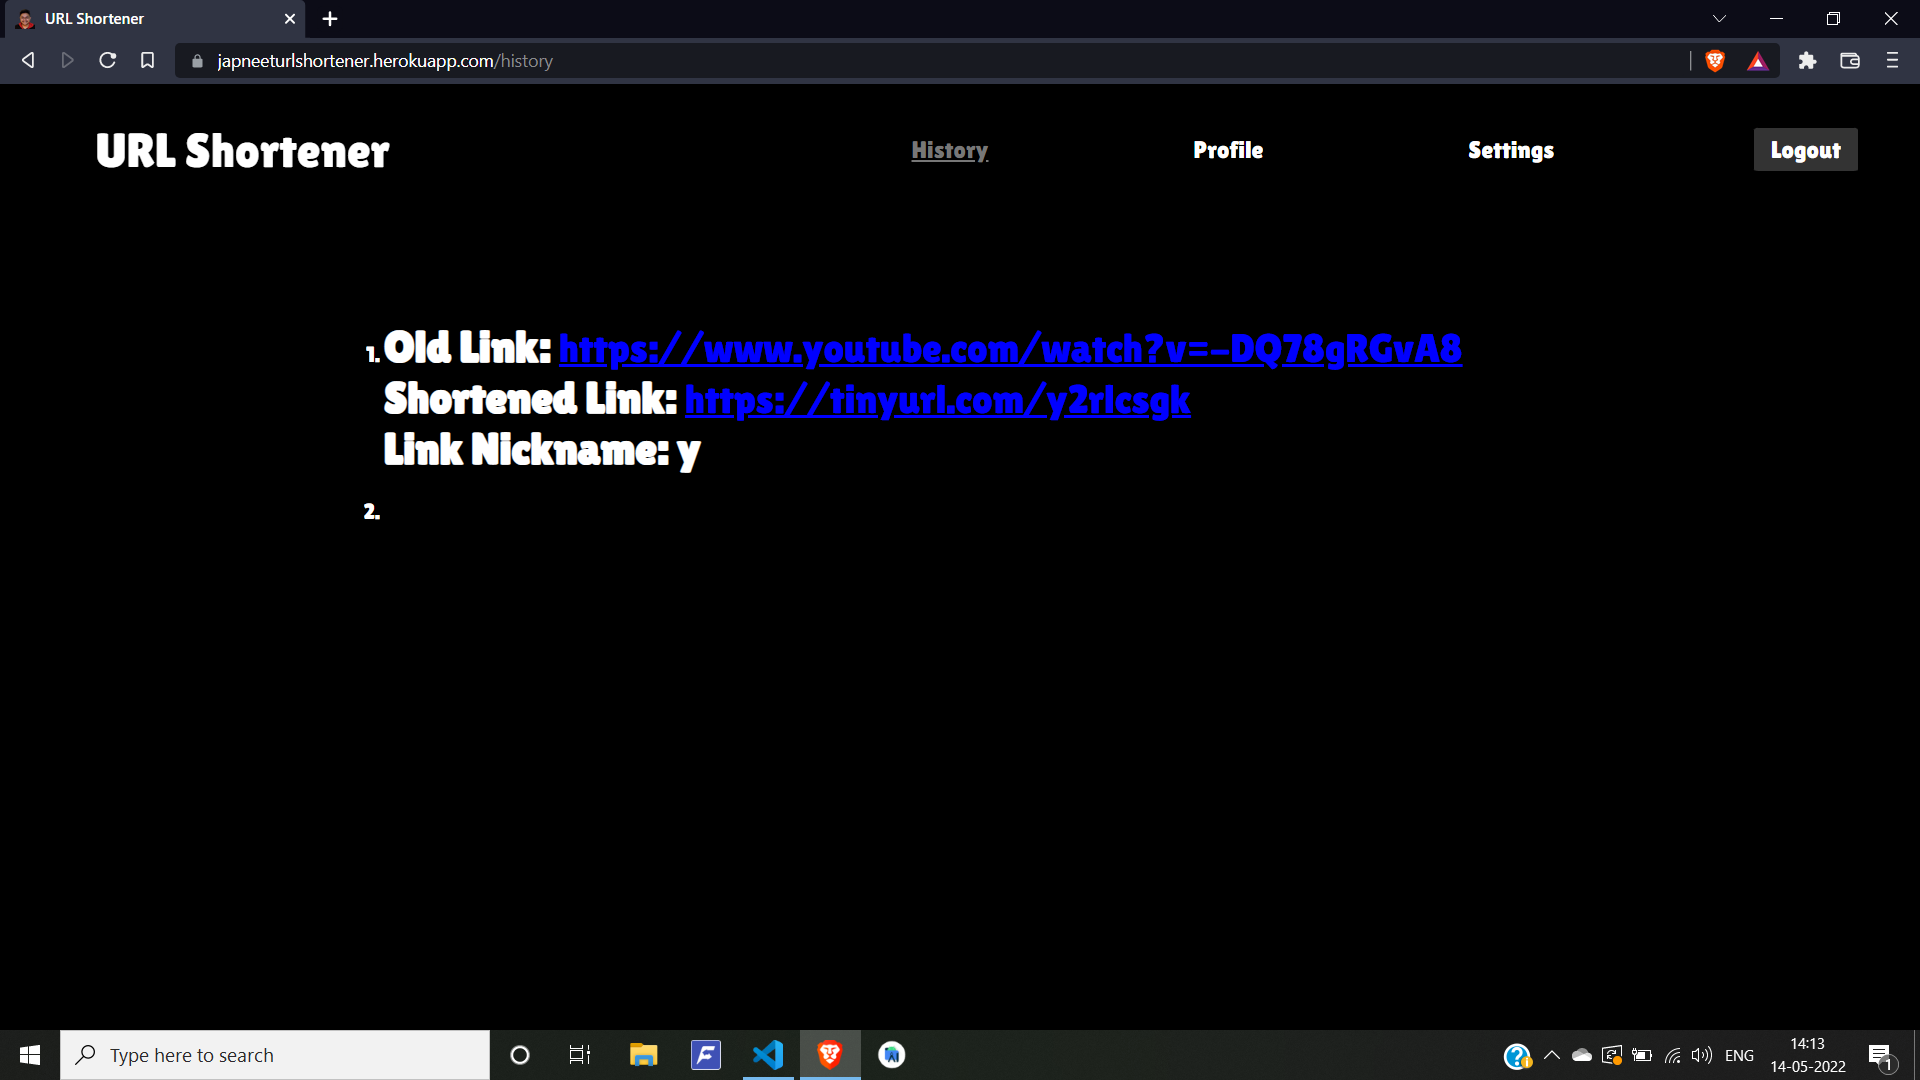 URL Shortener
japneeturlshortener.herokuapp.com/history
URL Shortener
History
Profile
Settings
Logout
1. Old Link: https://www.youtube.com/watch?v=-DQ78gRGvA8
Shortened Link: https://tinyurl.com/y2rlcsgk
Link Nickname: y
2.
Type here to search
ENG
14:13
14-05-2022
1